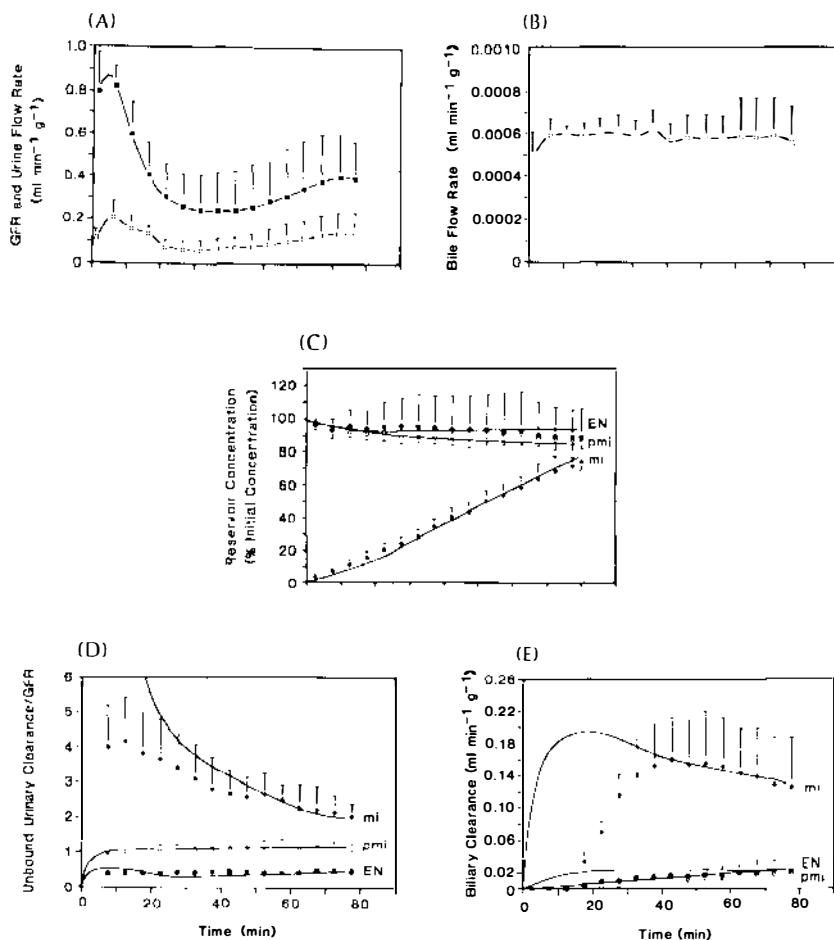 (A)
GFR and Urine Flow Rate
(ml min⁻¹ g⁻¹)
1.0
0.8
0.6
0.4
0.2
0
(B)
Bile Flow Rate (ml min⁻¹ g⁻¹)
0.0010
0.0008
0.0006
0.0004
0.0002
0
(C)
Reservoir Concentration
(% Initial Concentration)
120
100
80
60
40
20
0
EN
pmi
mi
(D)
Unbound Urinary Clearance/GFR
6
5
4
3
2
1
0
mi
pmi
EN
0 20 40 60 80
Time (min)
(E)
Biliary Clearance (ml min⁻¹ g⁻¹)
0.26
0.22
0.18
0.14
0.10
0.06
0.02
0
mi
EN
pmi
0 20 40 60 80
Time (min)